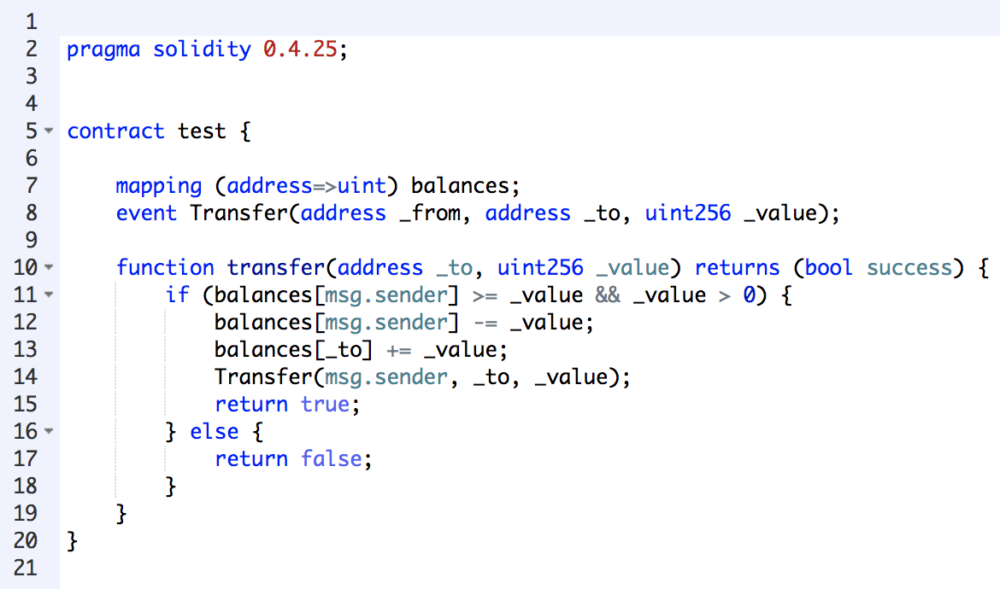 1
2 pragma solidity 0.4.25;
3
4
5 contract test {
6
7     mapping (address=>uint) balances;
8     event Transfer(address _from, address _to, uint256 _value);
9
10     function transfer(address _to, uint256 _value) returns (bool success) {
11         if (balances[msg.sender] >= _value && _value > 0) {
12             balances[msg.sender] -= _value;
13             balances[_to] += _value;
14             Transfer(msg.sender, _to, _value);
15             return true;
16         } else {
17             return false;
18         }
19     }
20 }
21